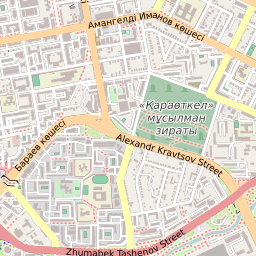 Амангелді Иманов көшесі
«Қараөткел»
мұсылман
зираты
Бараев көшесі
Alexandr Kravtsov Street
Zhumabek Tashenov Street